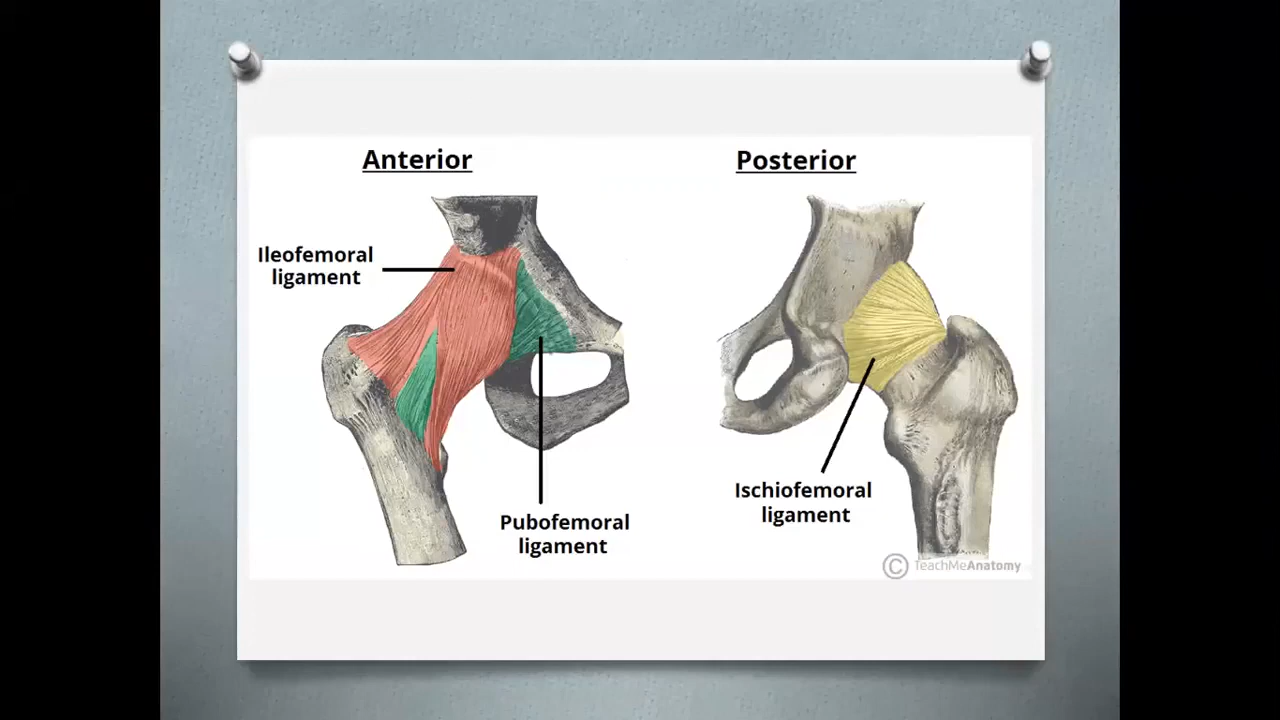 Anterior
Posterior
Ileofemoral
ligament
Pubofemoral
ligament
Ischiofemoral
ligament
© TeachMeAnatomy